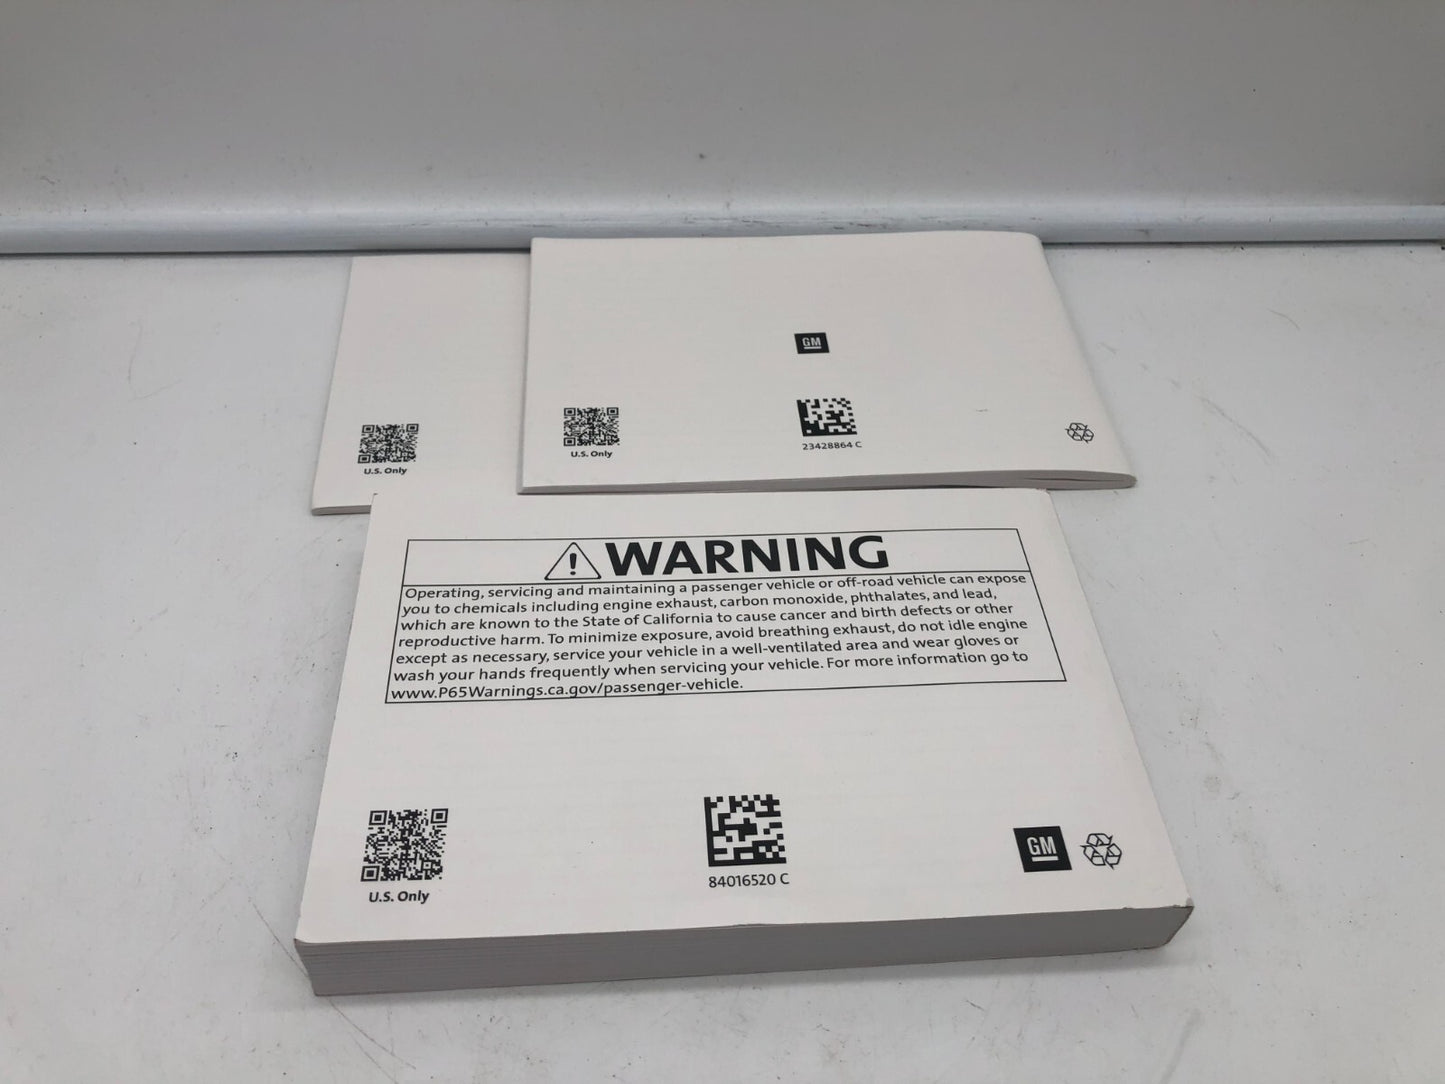 GM
U.S. Only
U.S. Only
23428864 C
WARNING
Operating, servicing and maintaining a passenger vehicle or off-road vehicle can expose
you to chemicals including engine exhaust, carbon monoxide, phthalates, and lead,
which are known to the State of California to cause cancer and birth defects or other
reproductive harm. To minimize exposure, avoid breathing exhaust, do not idle engine
except as necessary, service your vehicle in a well-ventilated area and wear gloves or
wash your hands frequently when servicing your vehicle. For more information go to
www.P65Warnings.ca.gov/passenger-vehicle.
U.S. Only
84016520 C
GM